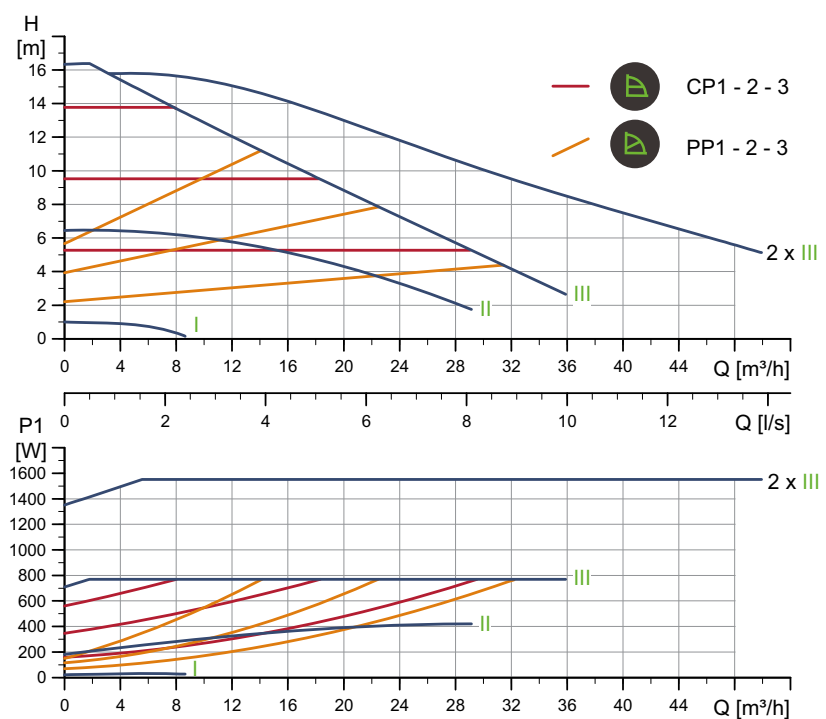 H
[m]
16
14
12
10
8
6
4
2
0
CP1 - 2 - 3
PP1 - 2 - 3
2 x III
III
II
I
0 4 8 12 16 20 24 28 32 36 40 44 Q [m³/h]
0 2 4 6 8 10 12 Q [l/s]
P1
[W]
1600
1400
1200
1000
800
600
400
200
0
2 x III
III
II
I
0 4 8 12 16 20 24 28 32 36 40 44 Q [m³/h]